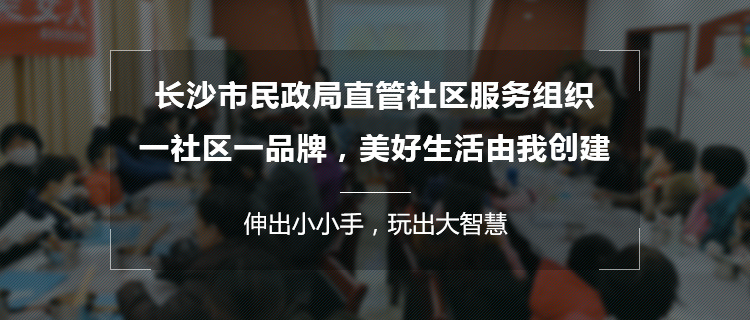 长沙市民政局直管社区服务组织
一社区一品牌，美好生活由我创建
伸出小小手，玩出大智慧